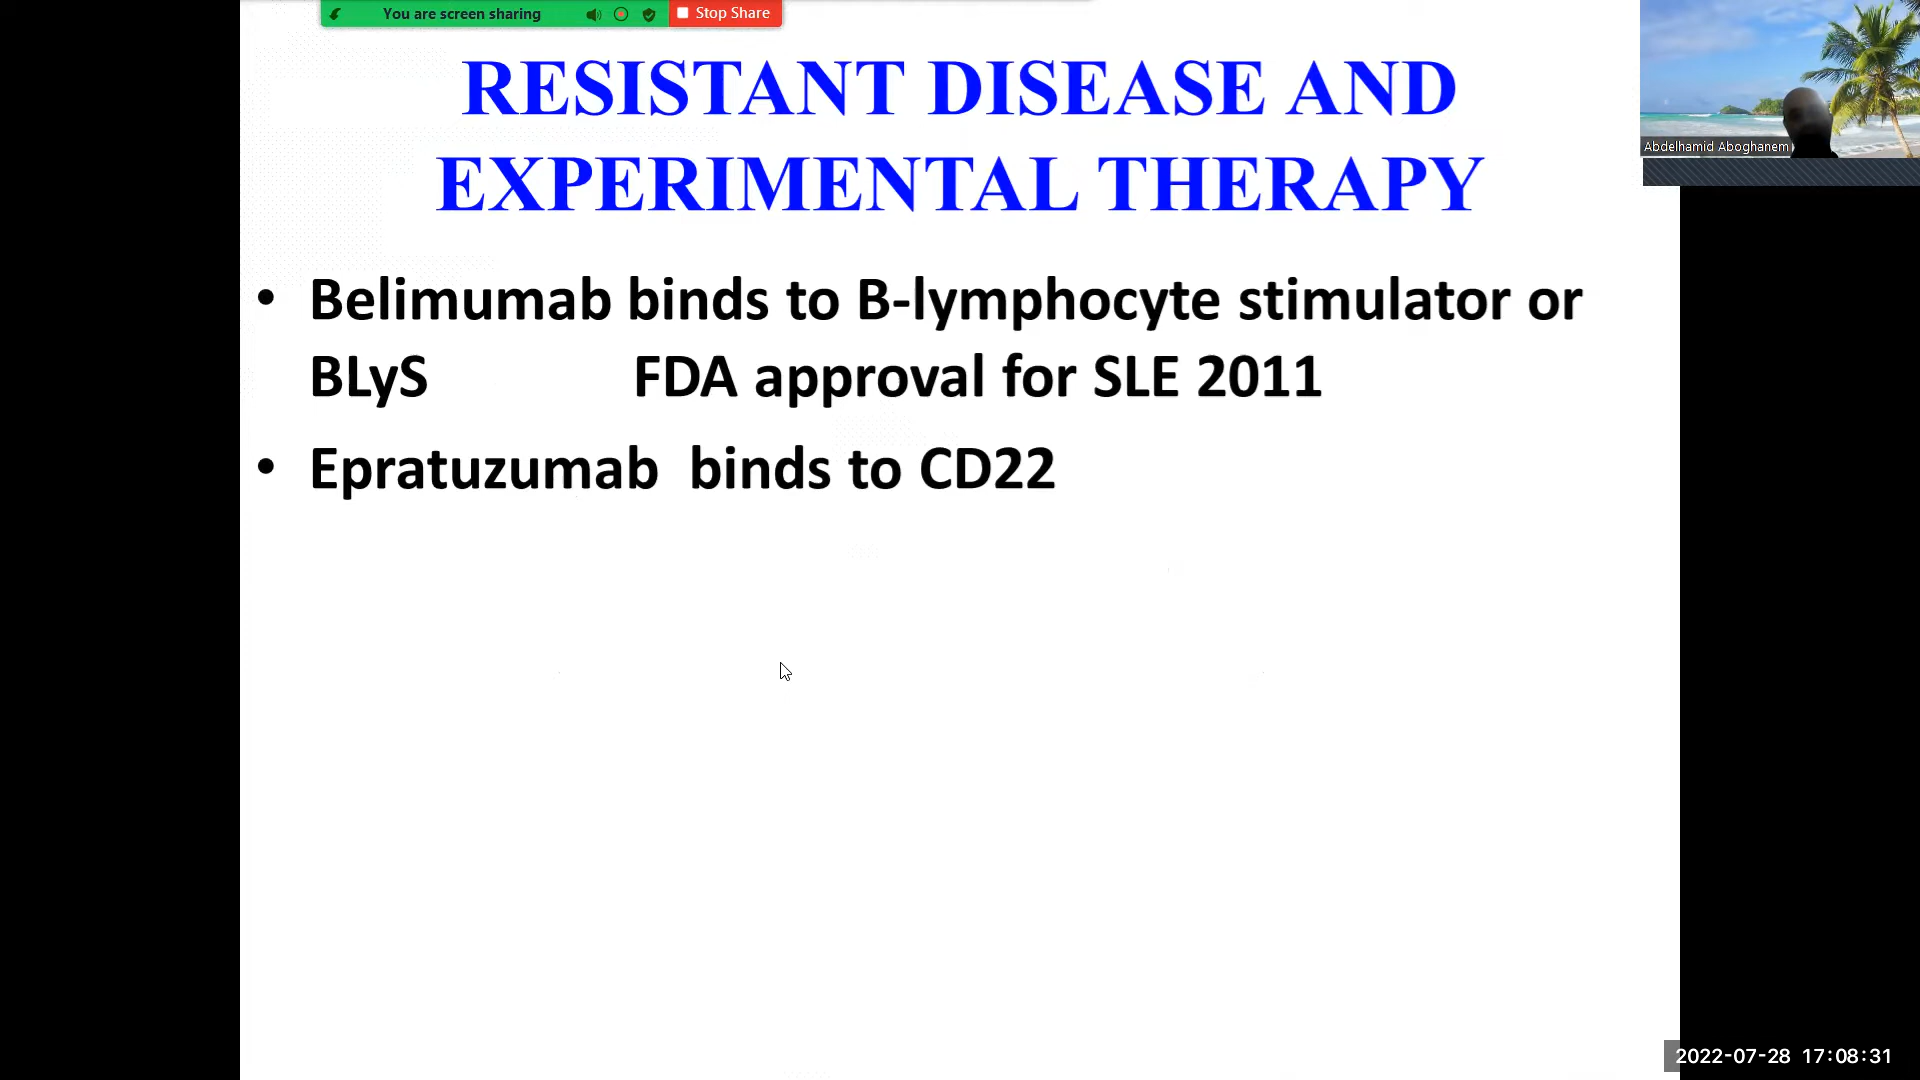 You are screen sharing
Stop Share
RESISTANT DISEASE AND
EXPERIMENTAL THERAPY
Abdelhamid Aboghanem
• Belimumab binds to B-lymphocyte stimulator or
BLyS FDA approval for SLE 2011
• Epratuzumab binds to CD22
2022-07-28 17:08:31